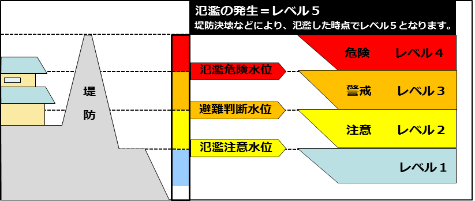 氾濫の発生＝レベル５
堤防決壊などにより、氾濫した時点でレベル５となります。
危険　レベル４
氾濫危険水位
警戒　レベル３
堤防
避難判断水位
注意　レベル２
氾濫注意水位
レベル１